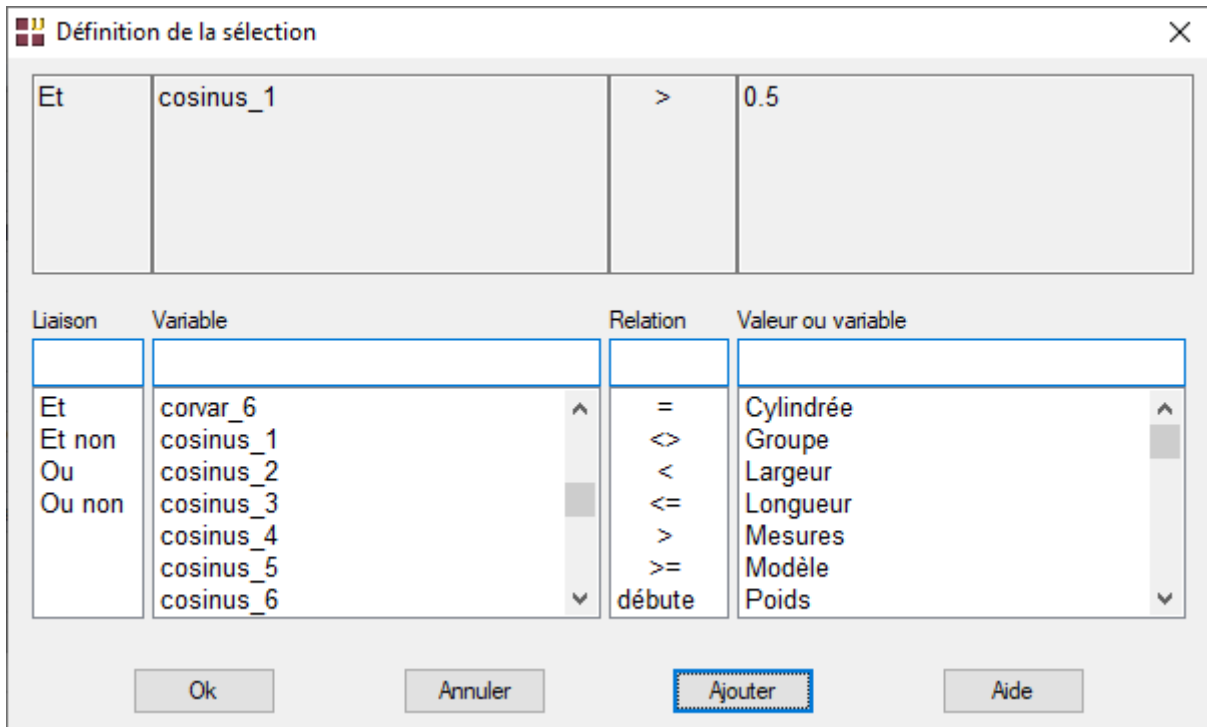 Définition de la sélection
Et cosinus_1 > 0.5
Liaison Variable Relation Valeur ou variable
Et corvar_6 = Cylindrée
Et non cosinus_1 <> Groupe
Ou cosinus_2 < Largeur
Ou non cosinus_3 <= Longueur
cosinus_4 > Mesures
cosinus_5 >= Modèle
cosinus_6 débute Poids
Ok Annuler Ajouter Aide